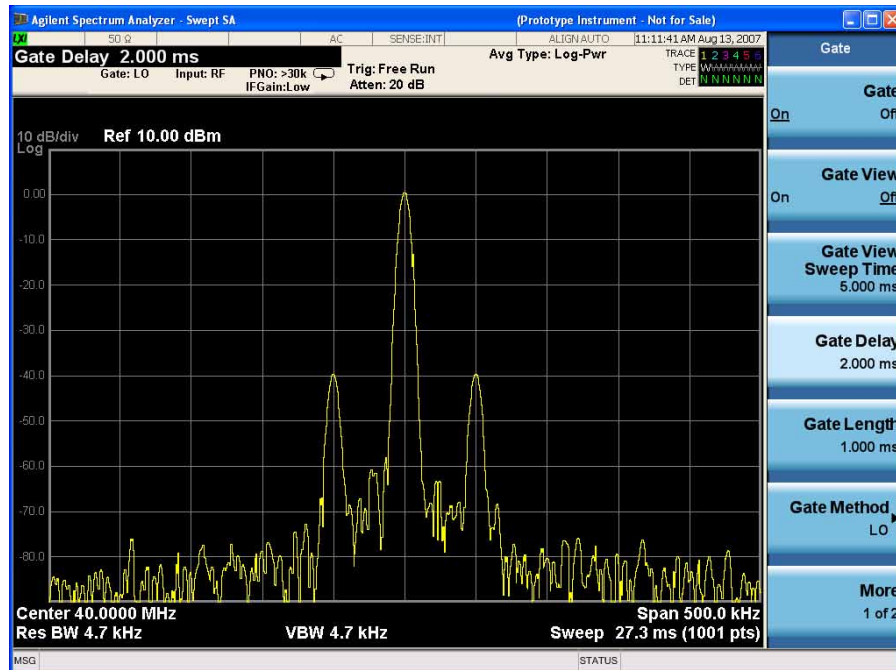 Agilent Spectrum Analyzer - Swept SA (Prototype Instrument - Not for Sale)
LXI 50 Ω AC SENSE:INT ALIGN AUTO 11:11:41 AM Aug 13, 2007
Gate Delay 2.000 ms
Gate: LO Input: RF PNO: >30k
IFGain:Low
Trig: Free Run
Atten: 20 dB
Avg Type: Log-Pwr
TRACE 1 2 3 4 5 6
TYPE WWWWWW
DET N N N N N N
10 dB/div Ref 10.00 dBm
Log
0.00
-10.0
-20.0
-30.0
-40.0
-50.0
-60.0
-70.0
-80.0
Center 40.0000 MHz Span 500.0 kHz
Res BW 4.7 kHz VBW 4.7 kHz Sweep 27.3 ms (1001 pts)
MSG STATUS
Gate
Gate
On Off
Gate View
On Off
Gate View
Sweep Time
5.000 ms
Gate Delay
2.000 ms
Gate Length
1.000 ms
Gate Method
LO
More
1 of 2